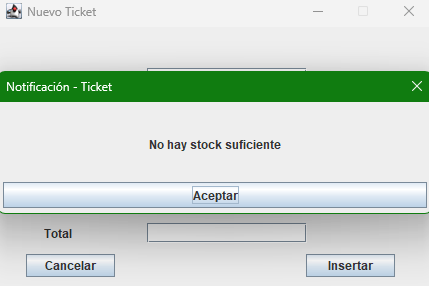 Nuevo Ticket
Notificación - Ticket
No hay stock suficiente
Aceptar
Total
Cancelar
Insertar